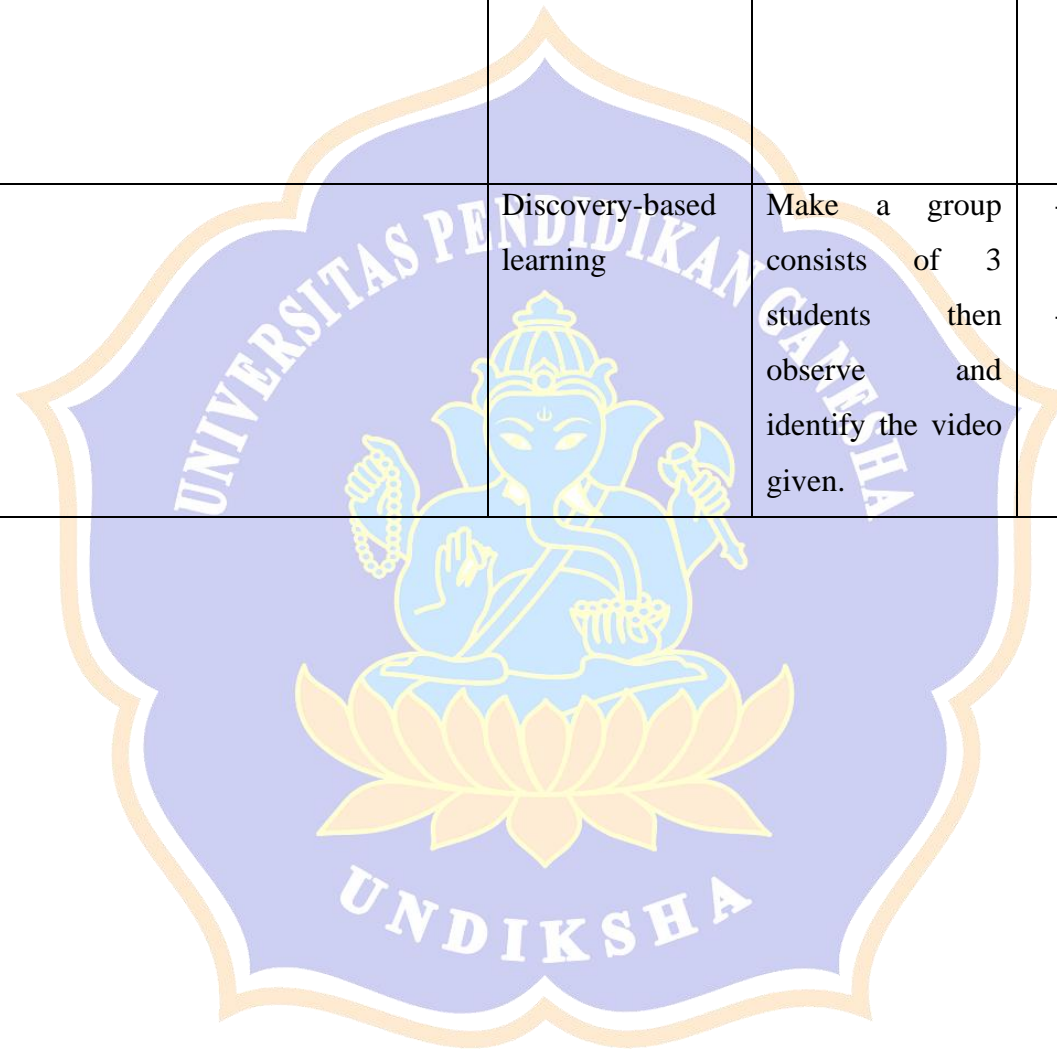 Discovery-based
learning
Make a group
consists of 3
students then
observe and
identify the video
given.
-
-
UNIVERSITAS PENDIDIKAN GANESHA
UNDIKSHA